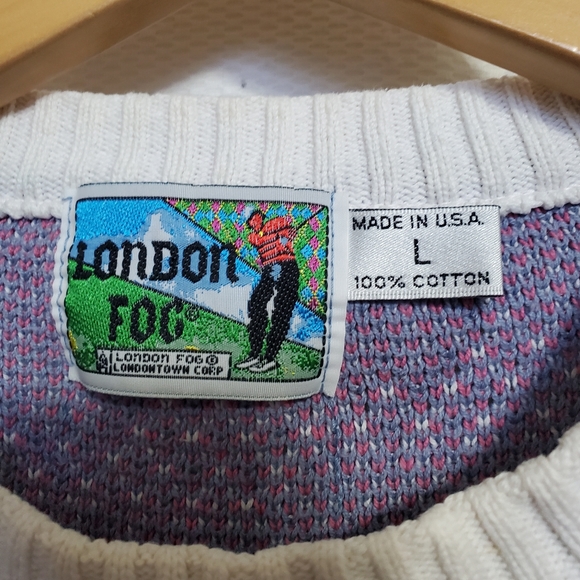 LONDON
FOG®
LONDON FOG®
LONDONTOWN CORP
MADE IN U.S.A.
L
100% COTTON